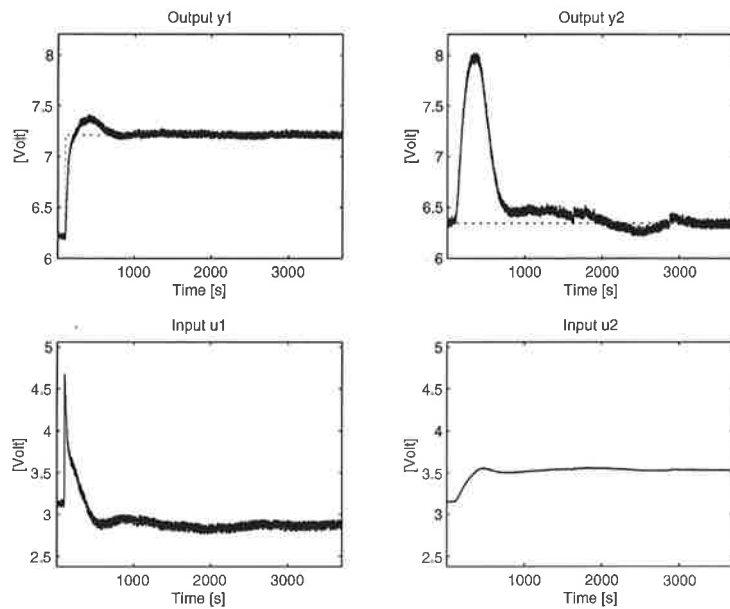 Output y1
Output y2
8
7.5
7
6.5
6
[Volt]
1000 2000 3000
Time [s]
8
7.5
7
6.5
6
[Volt]
1000 2000 3000
Time [s]
Input u1
Input u2
5
4.5
4
3.5
3
2.5
[Volt]
1000 2000 3000
Time [s]
5
4.5
4
3.5
3
2.5
[Volt]
1000 2000 3000
Time [s]